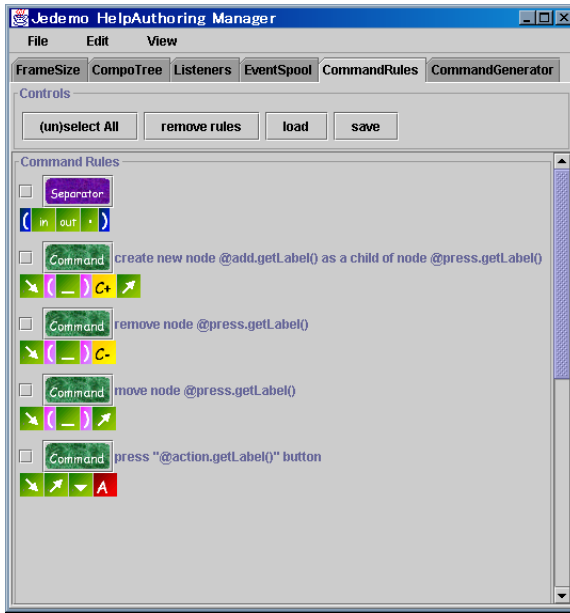 Jedemo HelpAuthoring Manager
File Edit View
FrameSize CompoTree Listeners EventSpool CommandRules CommandGenerator
Controls
(un)select All remove rules load save
Command Rules
Separator
( in out · )
Command create new node @add.getLabel() as a child of node @press.getLabel()
( _ ) C+
Command remove node @press.getLabel()
( _ ) C-
Command move node @press.getLabel()
( _ )
Command press "@action.getLabel()" button
A